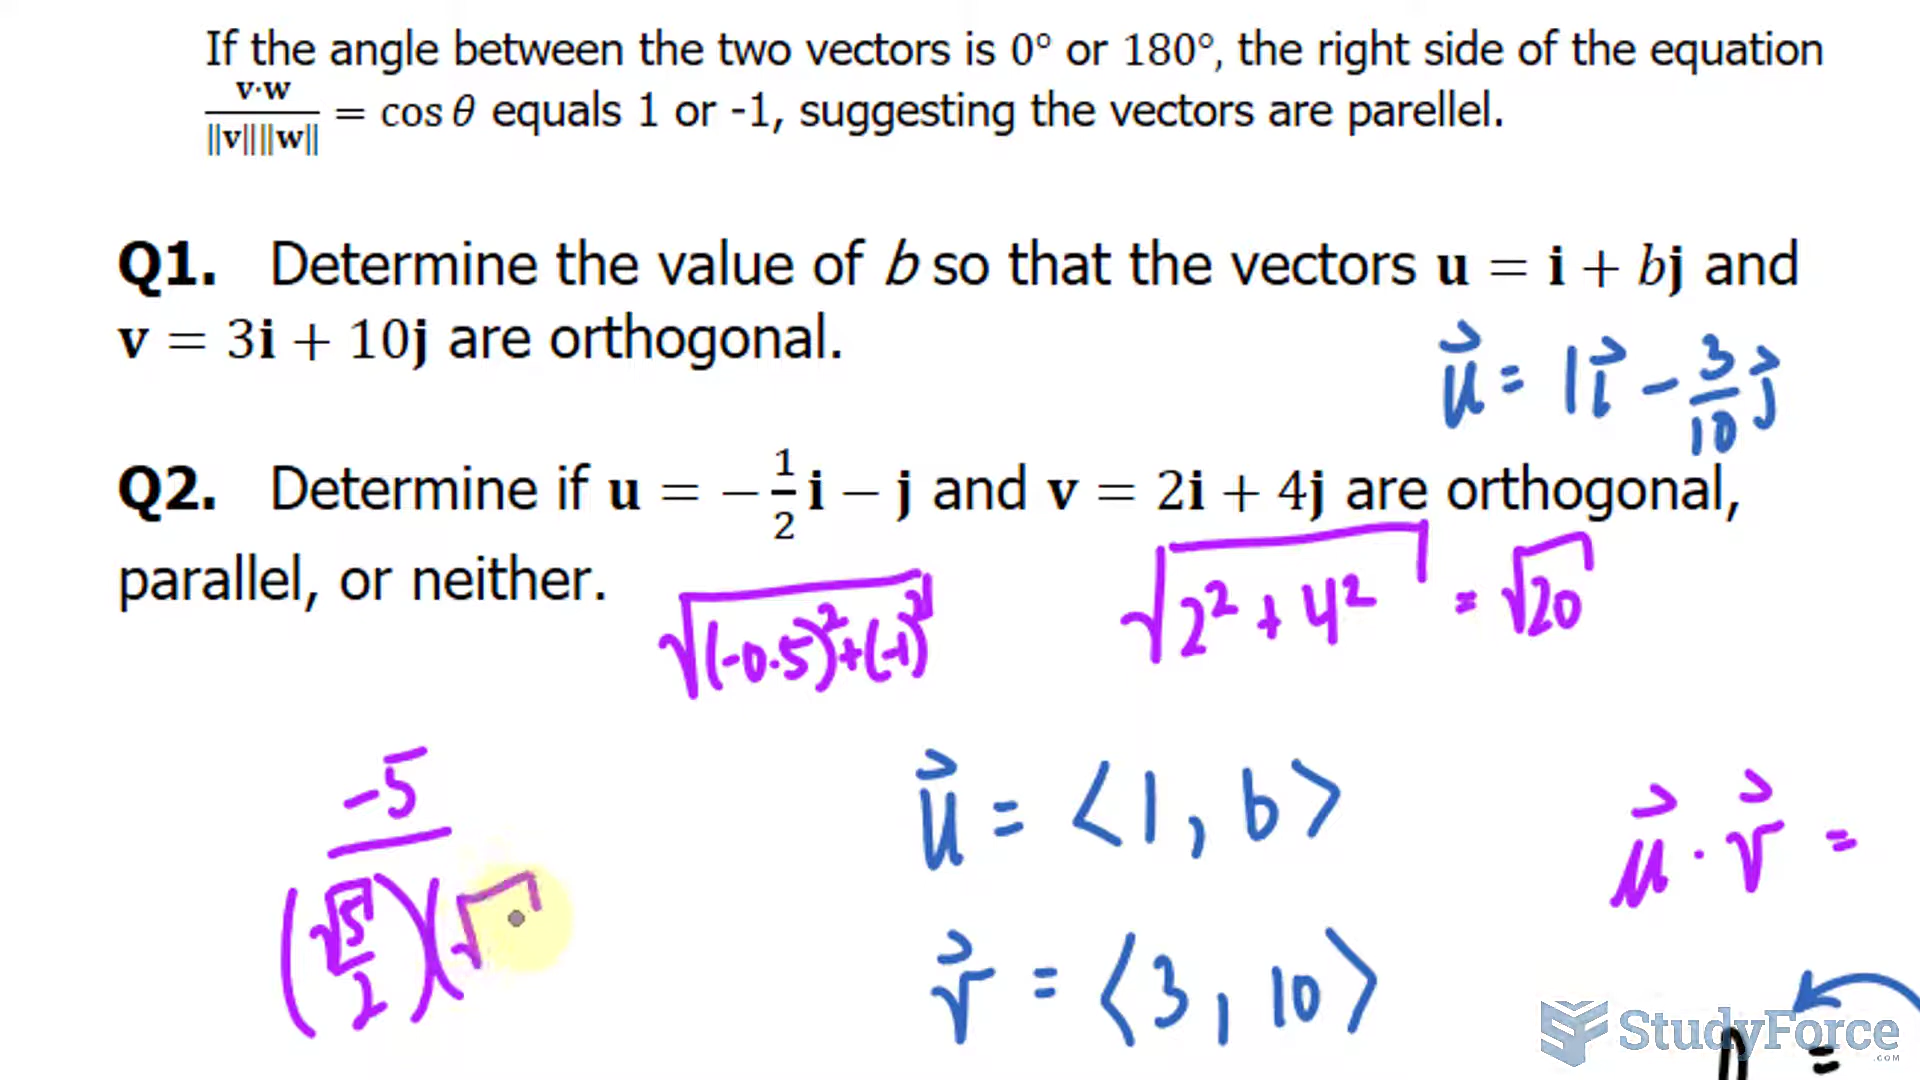 If the angle between the two vectors is 0° or 180°, the right side of the equation
v·w / ‖v‖‖w‖ = cos θ equals 1 or -1, suggesting the vectors are parellel.
Q1. Determine the value of b so that the vectors u = i + bj and
v = 3i + 10j are orthogonal.
u⃗ = 1i⃗ - 3/10 j⃗
Q2. Determine if u = −1/2 i − j and v = 2i + 4j are orthogonal,
parallel, or neither.
√((-0.5)² + (-1)²)
√(2² + 4²) = √20
-5 / (√5/2)(√
u⃗ = ⟨1, b⟩
v⃗ = ⟨3, 10⟩
u⃗ · v⃗ =
StudyForce
.COM
=